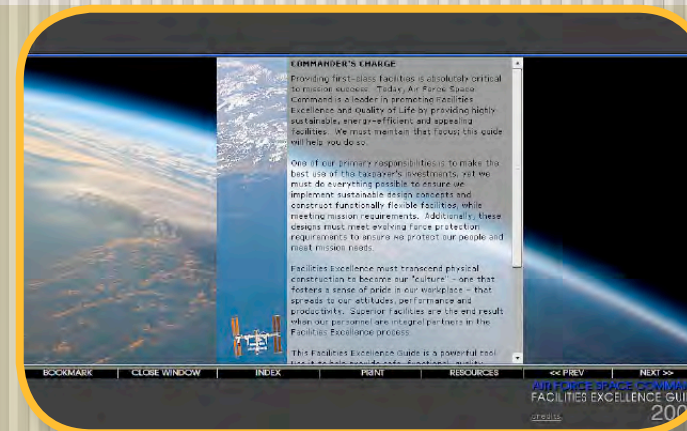 COMMANDER'S CHARGE
Providing first-class facilities is absolutely critical
to mission success. Today, Air Force Space
Command is a leader in promoting Facilities
Excellence and Quality of Life by providing highly
sustainable, energy-efficient and appealing
facilities. We must maintain that focus; this guide
will help you do so.
One of our primary responsibilities is to make the
best use of the taxpayer's investments, yet we
must do everything possible to ensure we
implement sustainable design concepts and
construct functionally flexible facilities, while
meeting mission requirements. Additionally, these
designs must meet evolving force protection
requirements to ensure we protect our people and
meet mission needs.
Facilities Excellence must transcend physical
construction to become our "culture" - one that
fosters a sense of pride in our workplace - that
spreads to our attitudes, performance and
productivity. Superior facilities are the end result
when our personnel are integral partners in the
Facilities Excellence process.
This Facilities Excellence Guide is a powerful tool.
BOOKMARK CLOSE WINDOW INDEX PRINT RESOURCES << PREV NEXT >>
AIR FORCE SPACE
FACILITIES EXCELLENCE
credits